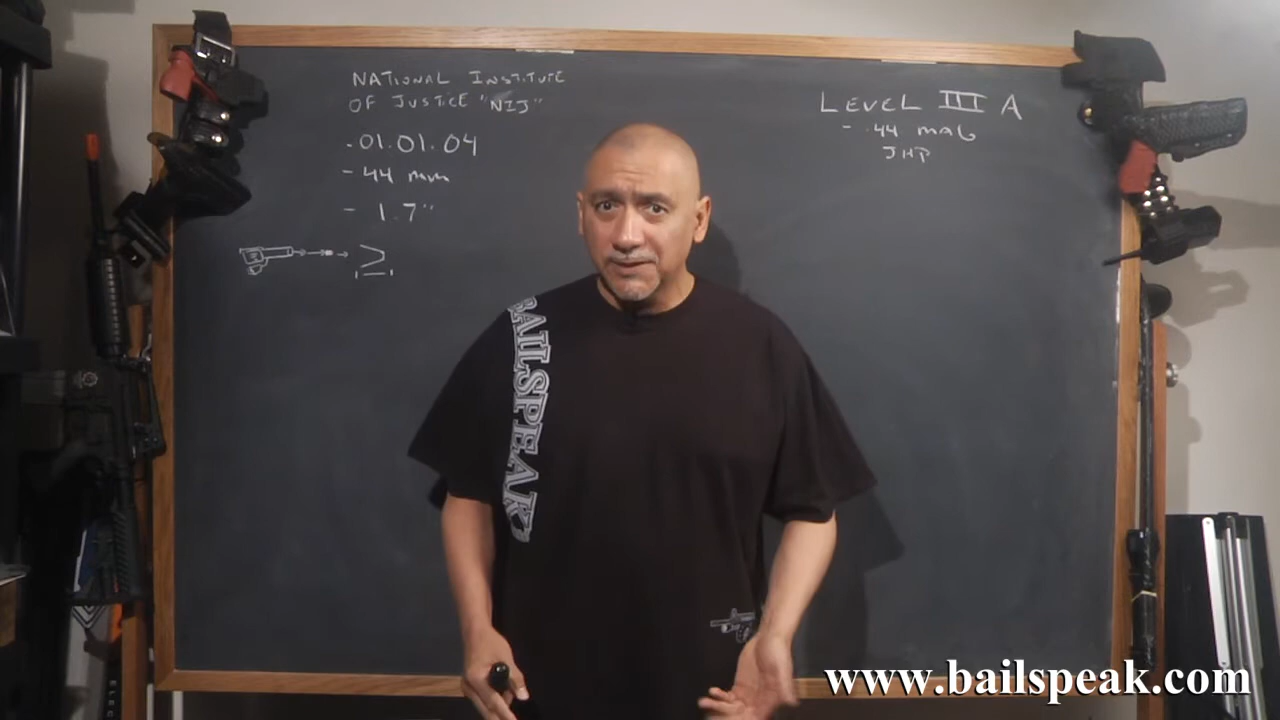 NATIONAL INSTITUTE
OF JUSTICE "NIJ"
- 01.01.04
- 44 mm
- 1.7"
LEVEL III A
- .44 MAG
JHP
BAILSPEAK
www.bailspeak.com